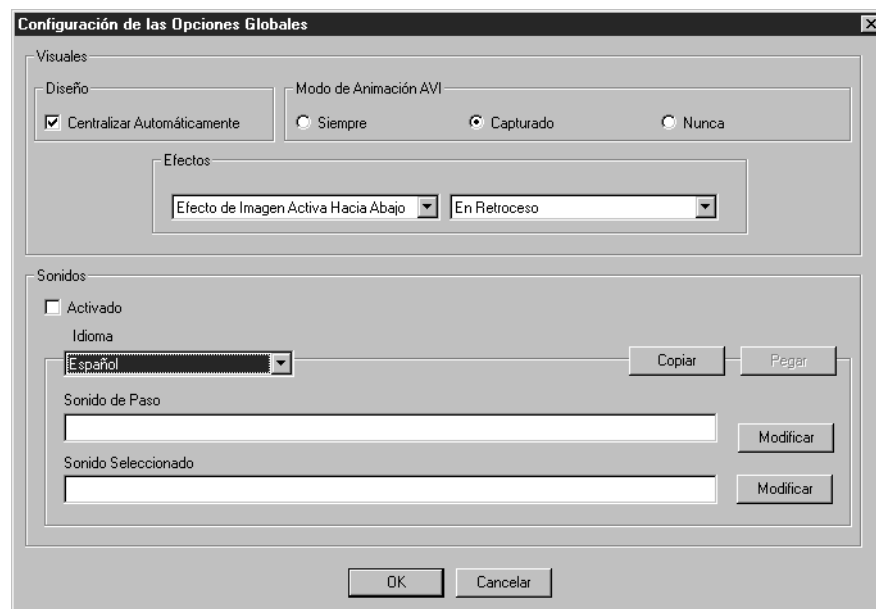 Configuración de las Opciones Globales
Visuales
Diseño
Modo de Animación AVI
Centralizar Automáticamente
Siempre
Capturado
Nunca
Efectos
Efecto de Imagen Activa Hacia Abajo
En Retroceso
Sonidos
Activado
Idioma
Español
Copiar
Pegar
Sonido de Paso
Modificar
Sonido Seleccionado
Modificar
OK
Cancelar